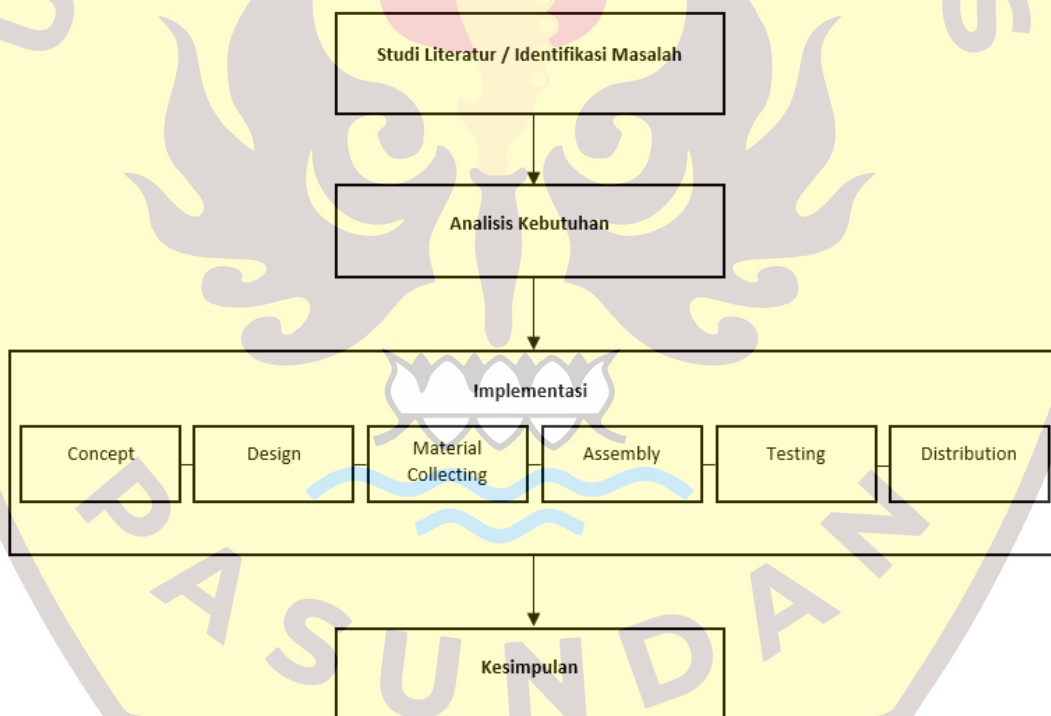 Studi Literatur / Identifikasi Masalah
Analisis Kebutuhan
Implementasi
Concept
Design
Material
Collecting
Assembly
Testing
Distribution
Kesimpulan
PASUNDAN